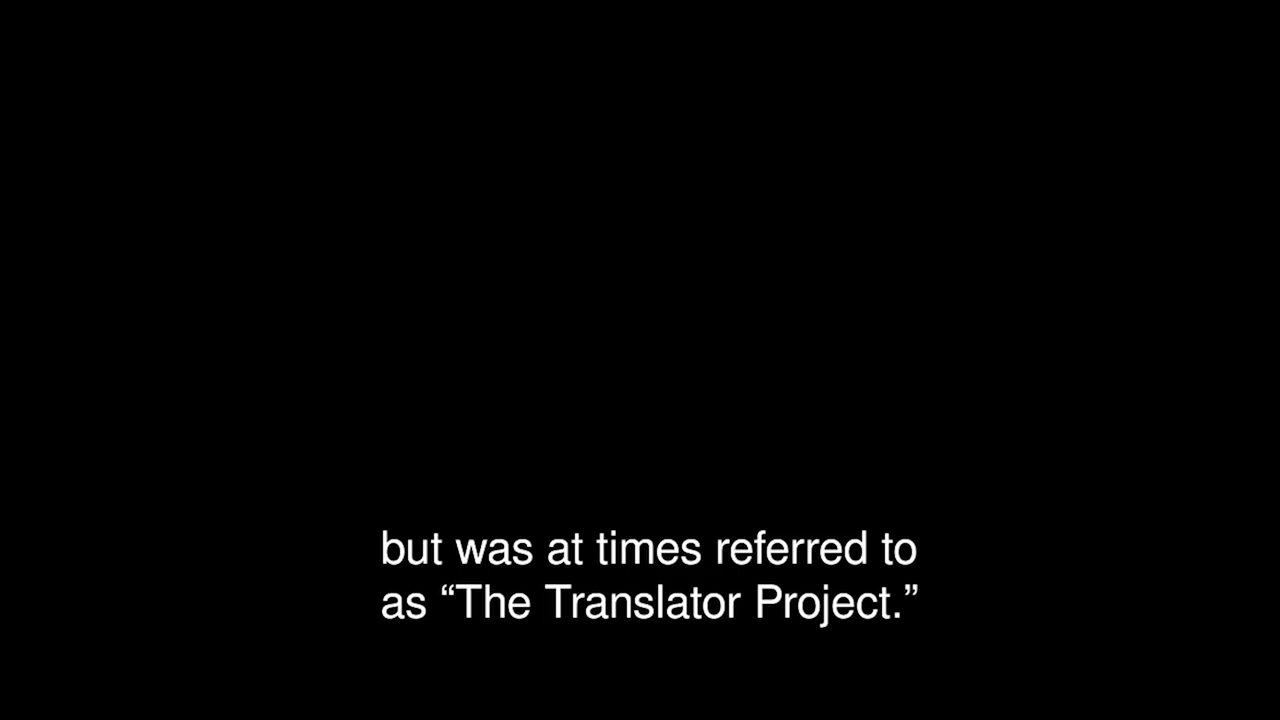 but was at times referred to
as “The Translator Project.”